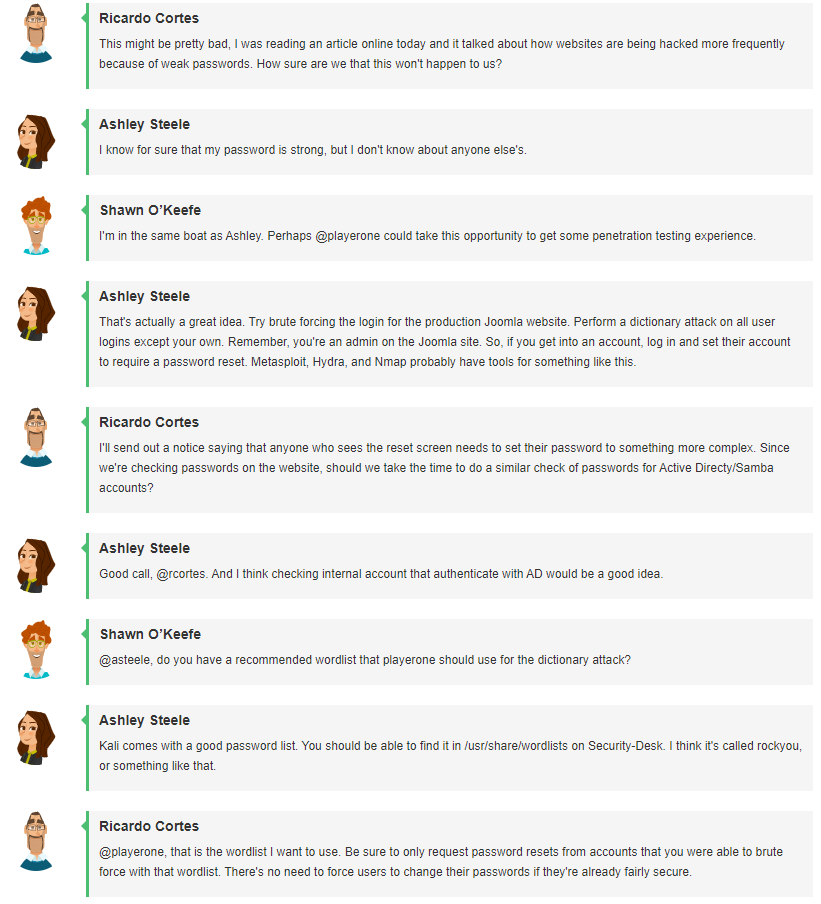 Ricardo Cortes
This might be pretty bad, I was reading an article online today and it talked about how websites are being hacked more frequently
because of weak passwords. How sure are we that this won't happen to us?
Ashley Steele
I know for sure that my password is strong, but I don't know about anyone else's.
Shawn O’Keefe
I'm in the same boat as Ashley. Perhaps @playerone could take this opportunity to get some penetration testing experience.
Ashley Steele
That's actually a great idea. Try brute forcing the login for the production Joomla website. Perform a dictionary attack on all user
logins except your own. Remember, you're an admin on the Joomla site. So, if you get into an account, log in and set their account
to require a password reset. Metasploit, Hydra, and Nmap probably have tools for something like this.
Ricardo Cortes
I'll send out a notice saying that anyone who sees the reset screen needs to set their password to something more complex. Since
we're checking passwords on the website, should we take the time to do a similar check of passwords for Active Directy/Samba
accounts?
Ashley Steele
Good call, @rcortes. And I think checking internal account that authenticate with AD would be a good idea.
Shawn O’Keefe
@asteele, do you have a recommended wordlist that playerone should use for the dictionary attack?
Ashley Steele
Kali comes with a good password list. You should be able to find it in /usr/share/wordlists on Security-Desk. I think it's called rockyou,
or something like that.
Ricardo Cortes
@playerone, that is the wordlist I want to use. Be sure to only request password resets from accounts that you were able to brute
force with that wordlist. There's no need to force users to change their passwords if they're already fairly secure.